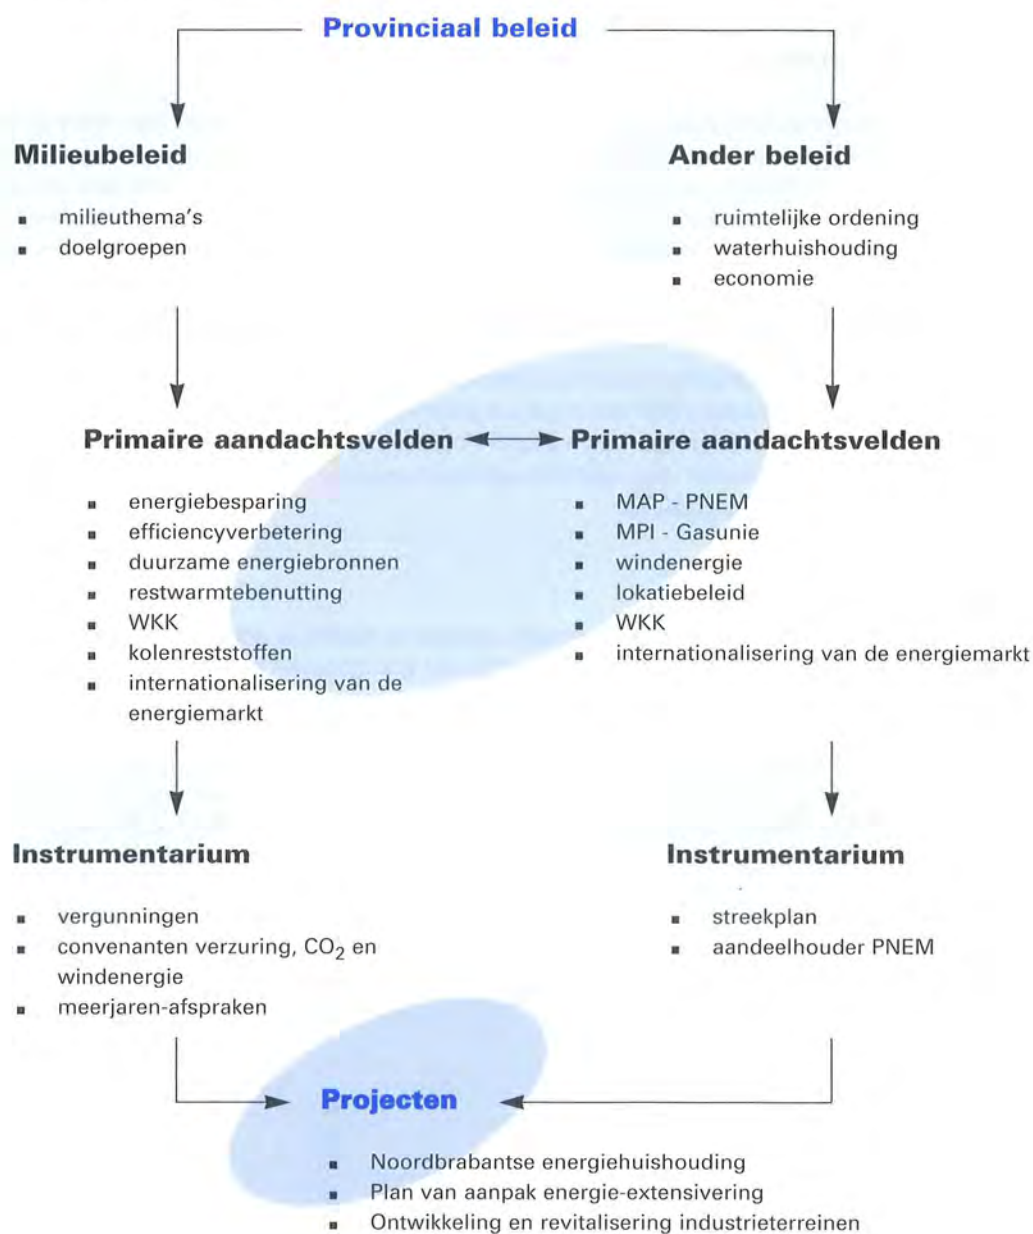 Provinciaal beleid
Milieubeleid
▪ milieuthema's
▪ doelgroepen
Ander beleid
▪ ruimtelijke ordening
▪ waterhuishouding
▪ economie
Primaire aandachtsvelden
▪ energiebesparing
▪ efficiencyverbetering
▪ duurzame energiebronnen
▪ restwarmtebenutting
▪ WKK
▪ kolenreststoffen
▪ internationalisering van de
energiemarkt
Primaire aandachtsvelden
▪ MAP - PNEM
▪ MPI - Gasunie
▪ windenergie
▪ lokatiebeleid
▪ WKK
▪ internationalisering van de energiemarkt
Instrumentarium
▪ vergunningen
▪ convenanten verzuring, CO₂ en
windenergie
▪ meerjaren-afspraken
Instrumentarium
▪ streekplan
▪ aandeelhouder PNEM
Projecten
▪ Noordbrabantse energiehuishouding
▪ Plan van aanpak energie-extensivering
▪ Ontwikkeling en revitalisering industrieterreinen